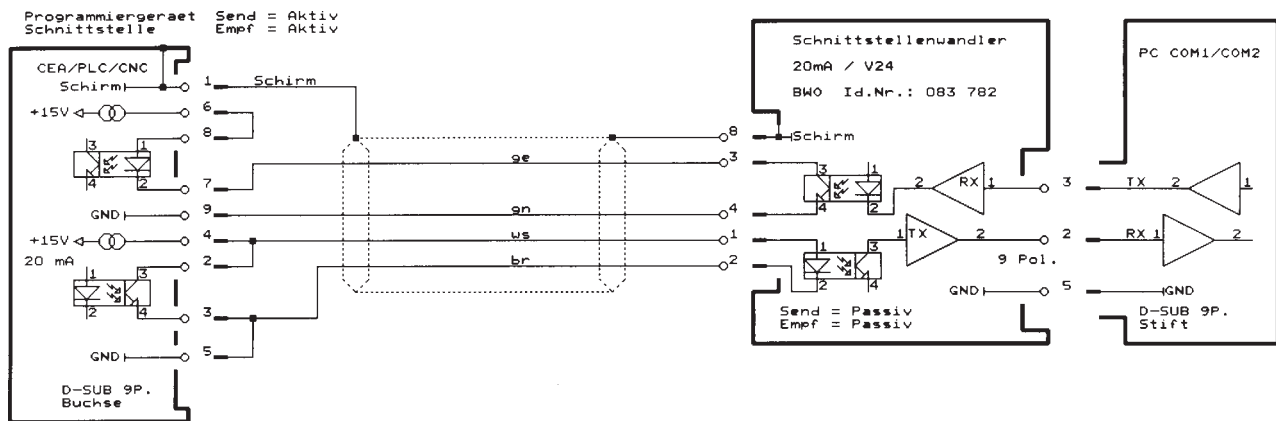 Programmiergeraet Send = Aktiv
Schnittstelle Empf = Aktiv
CEA/PLC/CNC
Schirm
+15V
3 1
4 2
GND
+15V
20 mA
1 3
2 4
GND
D-SUB 9P.
Buchse
1
6
8
7
9
4
2
3
5
Schirm
ge
gn
ws
br
8
3
4
1
2
Schnittstellenwandler
20mA / V24
BWO Id.Nr.: 083 782
Schirm
3 1
4 2
2 RX 1
1 3
2 4
1 TX 2
GND
Send = Passiv
Empf = Passiv
9 Pol.
3
2
5
PC COM1/COM2
TX 2 1
RX 1 2
GND
D-SUB 9P.
Stift